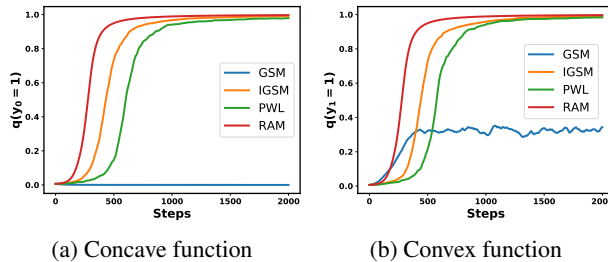 q(y₀ = 1)
1.0
0.8
0.6
0.4
0.2
0.0
GSM
IGSM
PWL
RAM
0 500 1000 1500 2000
Steps
(a) Concave function
q(y₁ = 1)
1.0
0.8
0.6
0.4
0.2
0.0
GSM
IGSM
PWL
RAM
0 500 1000 1500 200
Steps
(b) Convex function